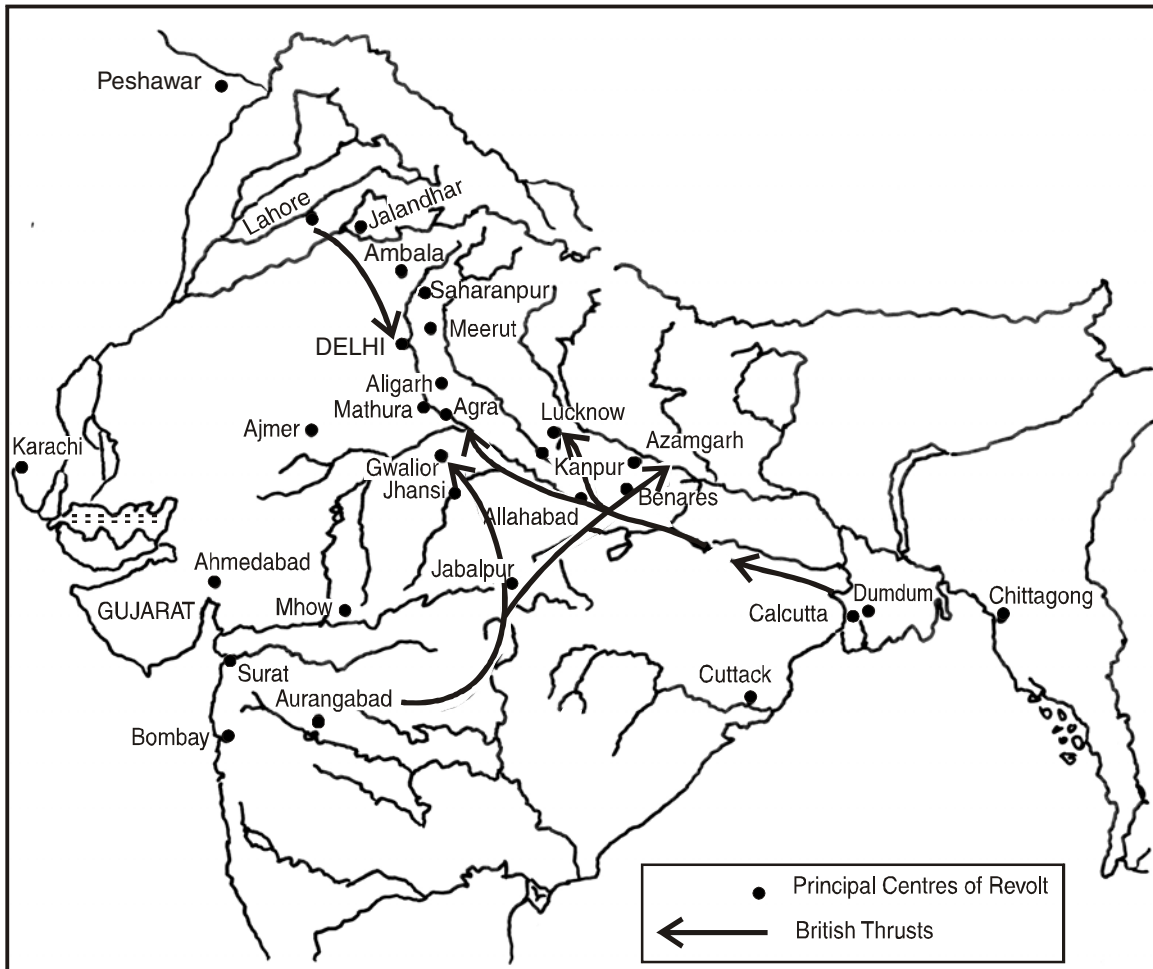 Peshawar
Lahore
Jalandhar
Ambala
Saharanpur
Meerut
DELHI
Aligarh
Mathura
Agra
Lucknow
Ajmer
Azamgarh
Karachi
Gwalior
Kanpur
Jhansi
Benares
Allahabad
Ahmedabad
Jabalpur
GUJARAT
Mhow
Dumdum
Chittagong
Calcutta
Surat
Cuttack
Aurangabad
Bombay
Principal Centres of Revolt
British Thrusts